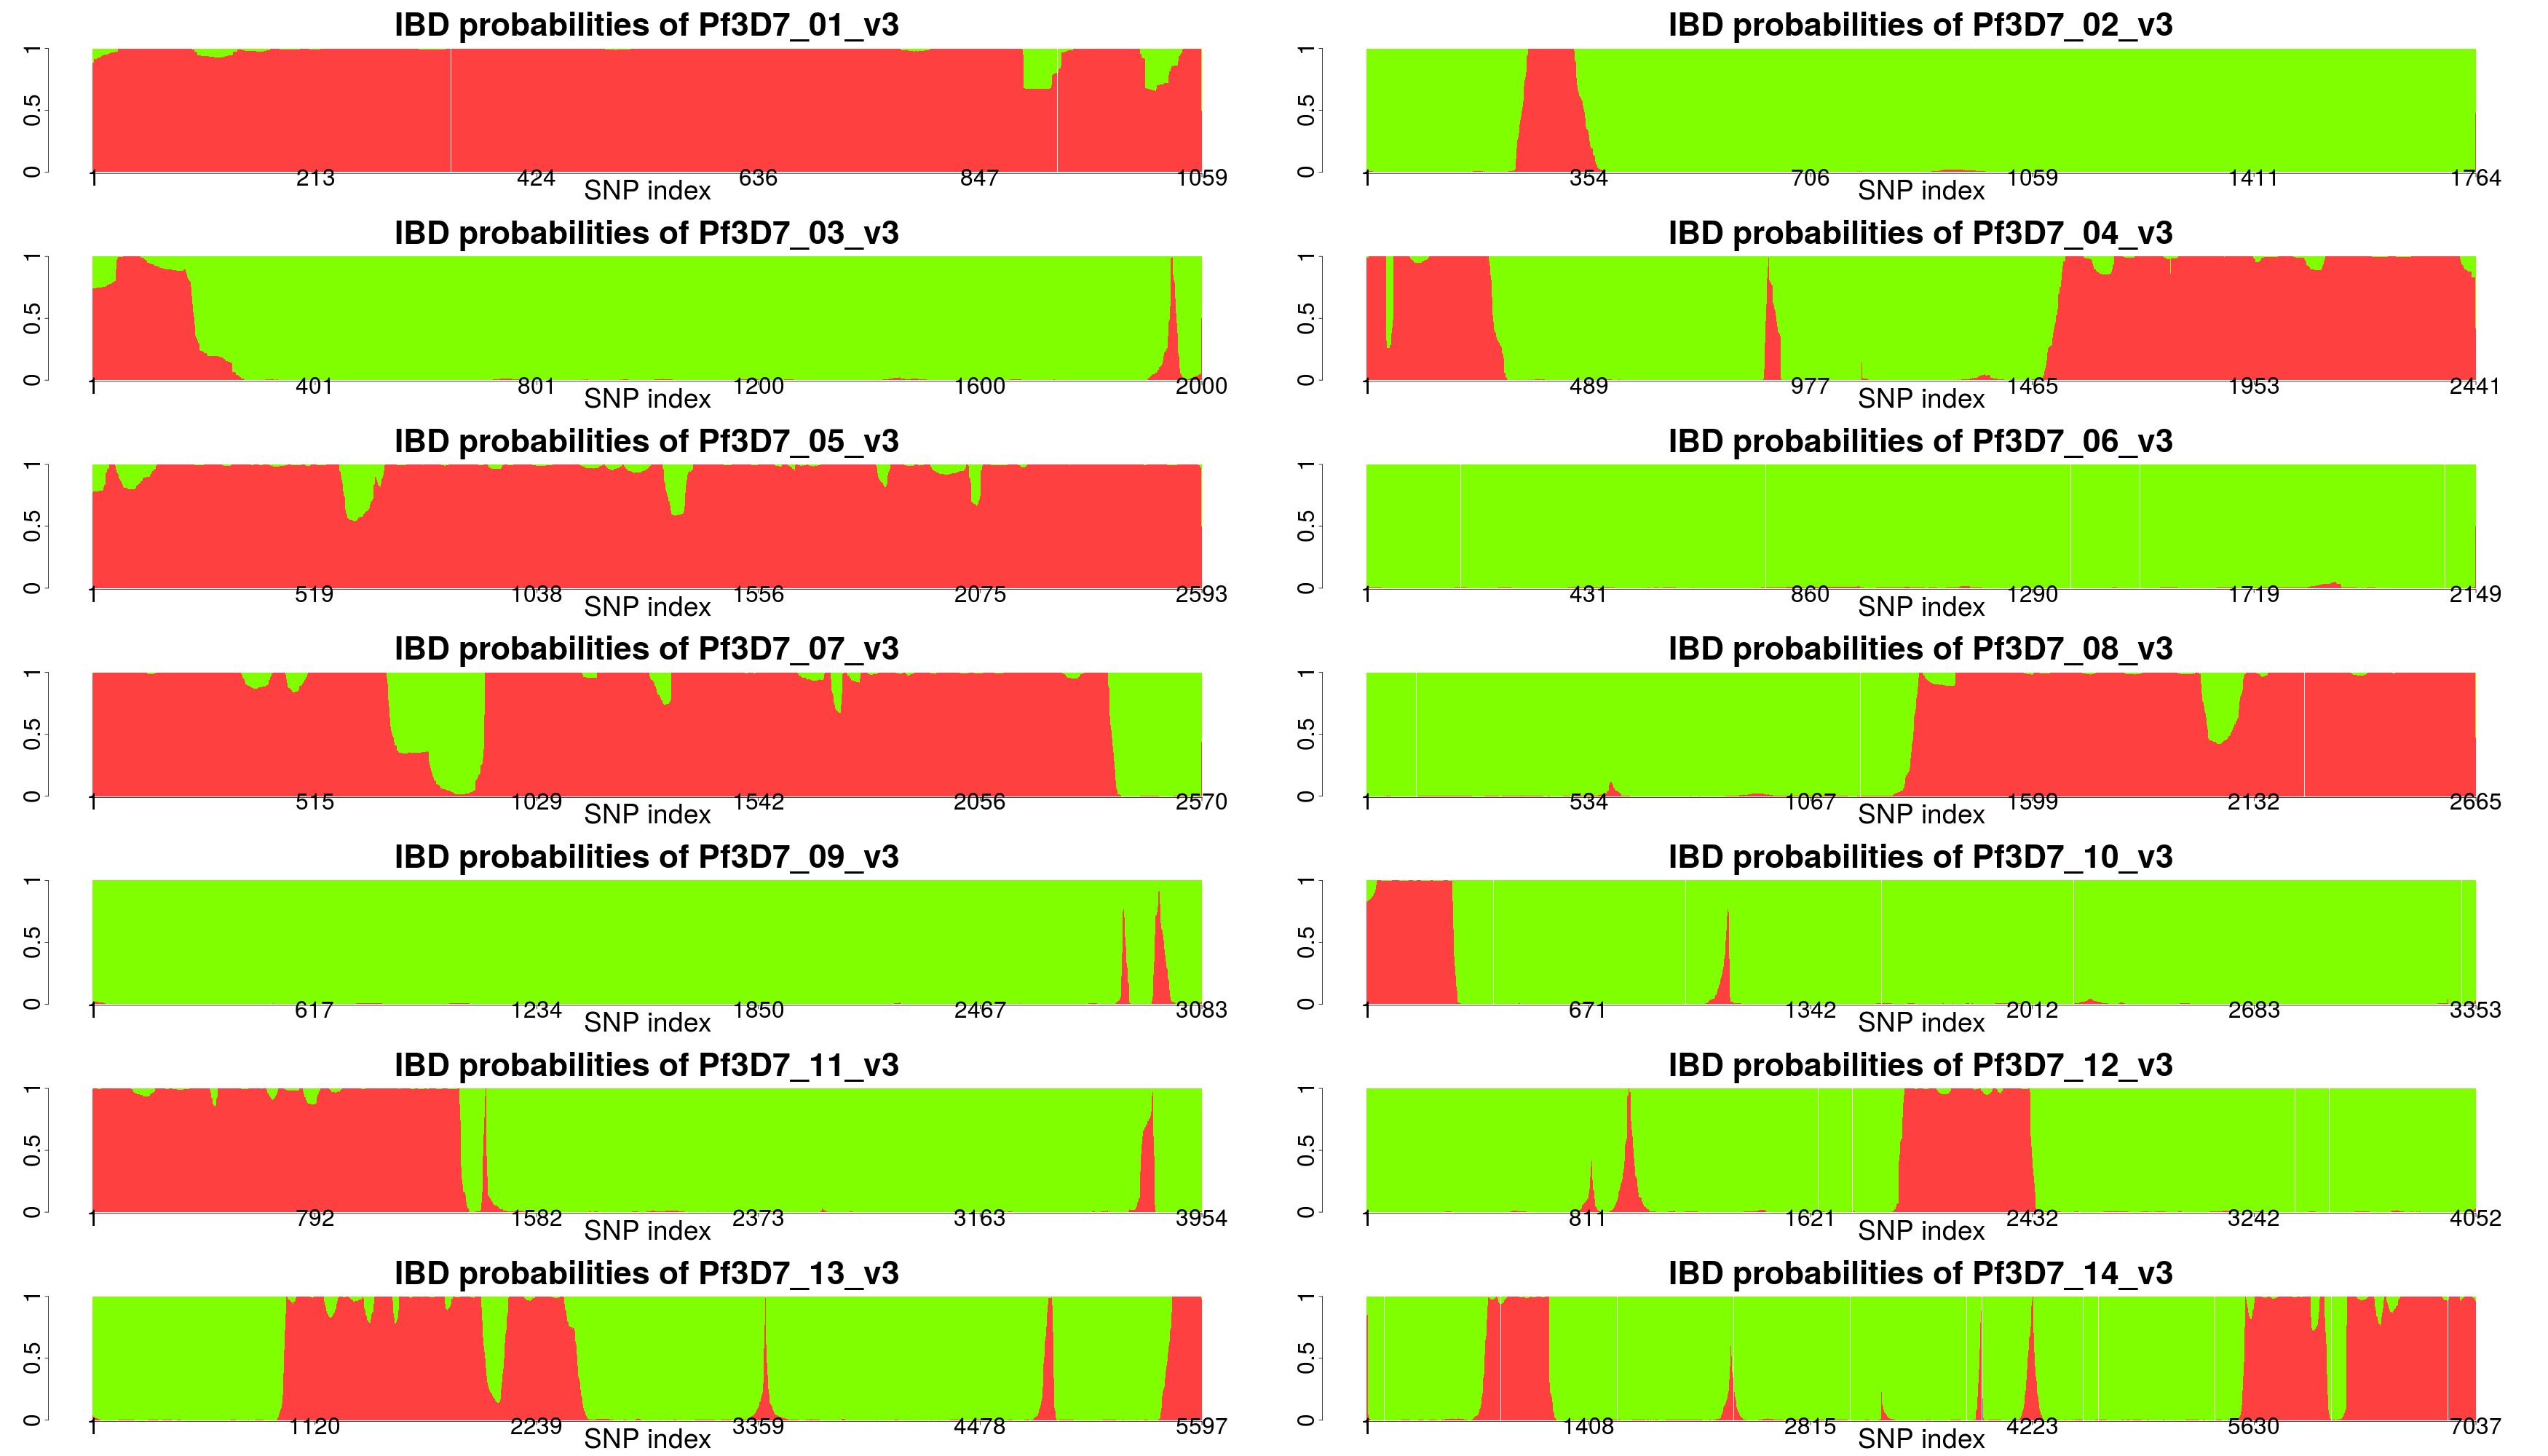 IBD probabilities of Pf3D7_01_v3
0 0.5 1
1 213 424 636 847 1059
SNP index
IBD probabilities of Pf3D7_02_v3
0 0.5 1
1 354 706 1059 1411 1764
SNP index
IBD probabilities of Pf3D7_03_v3
0 0.5 1
1 401 801 1200 1600 2000
SNP index
IBD probabilities of Pf3D7_04_v3
0 0.5 1
1 489 977 1465 1953 2441
SNP index
IBD probabilities of Pf3D7_05_v3
0 0.5 1
1 519 1038 1556 2075 2593
SNP index
IBD probabilities of Pf3D7_06_v3
0 0.5 1
1 431 860 1290 1719 2149
SNP index
IBD probabilities of Pf3D7_07_v3
0 0.5 1
1 515 1029 1542 2056 2570
SNP index
IBD probabilities of Pf3D7_08_v3
0 0.5 1
1 534 1067 1599 2132 2665
SNP index
IBD probabilities of Pf3D7_09_v3
0 0.5 1
1 617 1234 1850 2467 3083
SNP index
IBD probabilities of Pf3D7_10_v3
0 0.5 1
1 671 1342 2012 2683 3353
SNP index
IBD probabilities of Pf3D7_11_v3
0 0.5 1
1 792 1582 2373 3163 3954
SNP index
IBD probabilities of Pf3D7_12_v3
0 0.5 1
1 811 1621 2432 3242 4052
SNP index
IBD probabilities of Pf3D7_13_v3
0 0.5 1
1 1120 2239 3359 4478 5597
SNP index
IBD probabilities of Pf3D7_14_v3
0 0.5 1
1 1408 2815 4223 5630 7037
SNP index